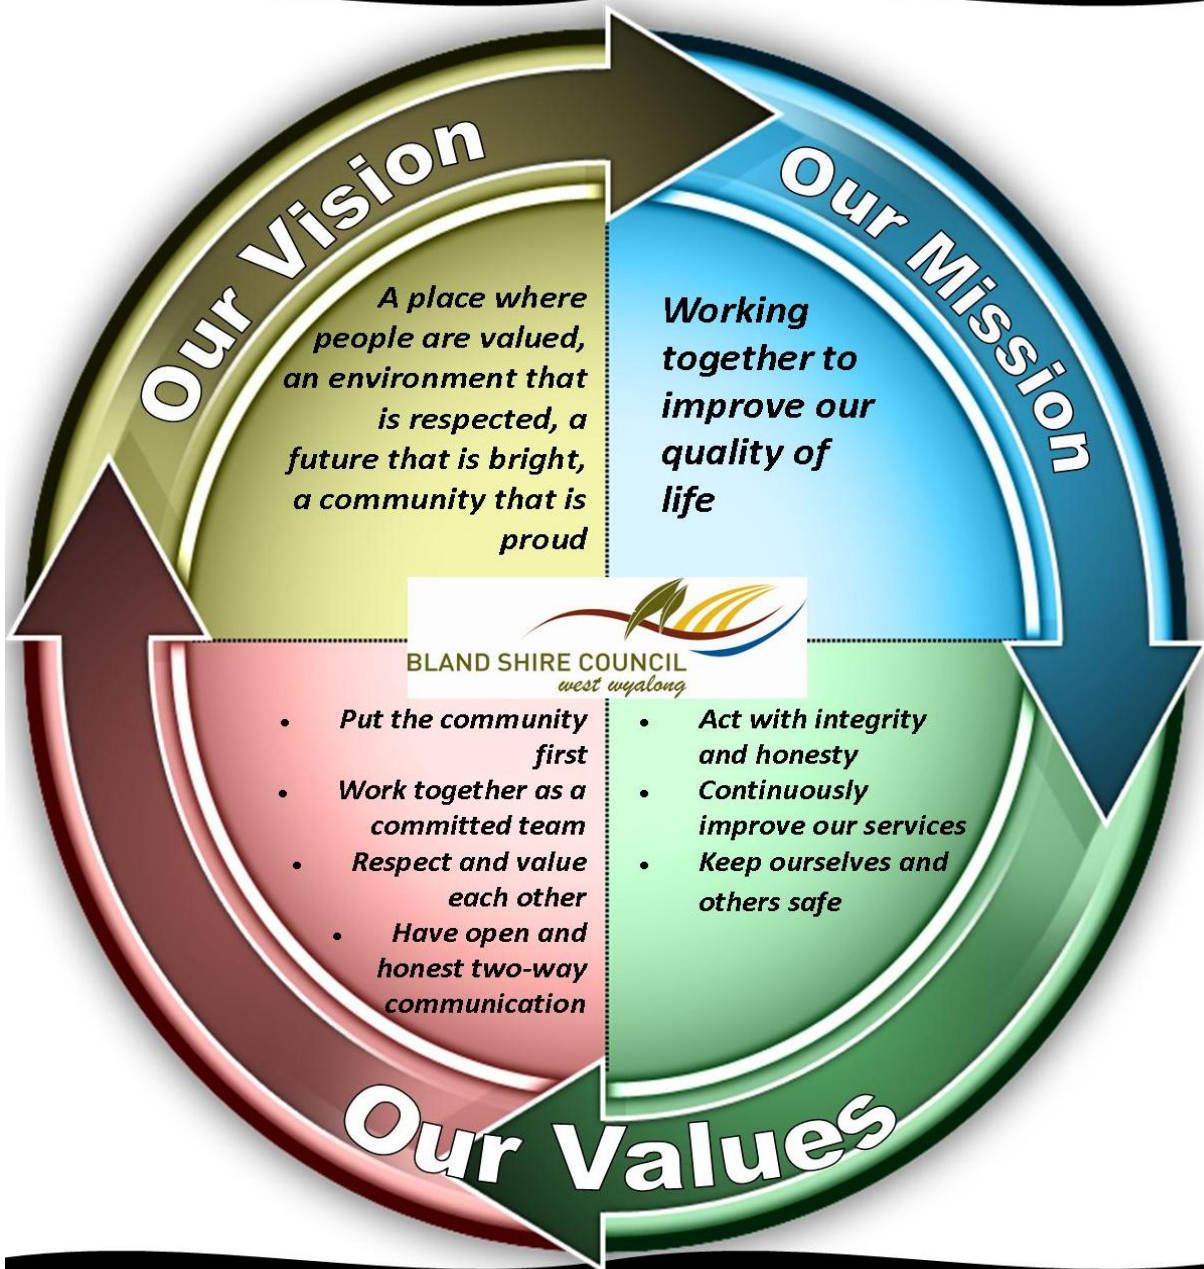 Our Vision
A place where
people are valued,
an environment that
is respected, a
future that is bright,
a community that is
proud
Our Mission
Working
together to
improve our
quality of
life
BLAND SHIRE COUNCIL
west wyalong
• Put the community
first
• Work together as a
committed team
• Respect and value
each other
• Have open and
honest two-way
communication
• Act with integrity
and honesty
• Continuously
improve our services
• Keep ourselves and
others safe
Our Values